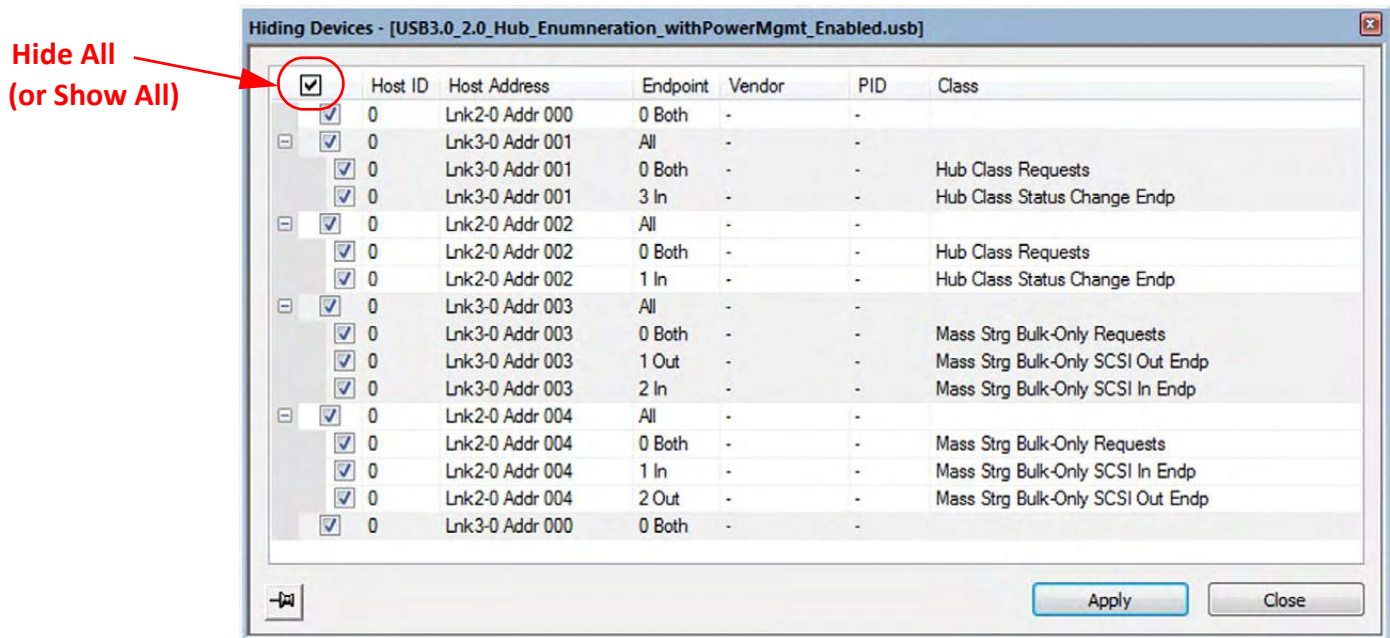 Hiding Devices - [USB3.0_2.0_Hub_Enumneration_withPowerMgmt_Enabled.usb]
Hide All
(or Show All)
Host ID Host Address Endpoint Vendor PID Class
0 Lnk2-0 Addr 000 0 Both - -
0 Lnk3-0 Addr 001 All - -
0 Lnk3-0 Addr 001 0 Both - - Hub Class Requests
0 Lnk3-0 Addr 001 3 In - - Hub Class Status Change Endp
0 Lnk2-0 Addr 002 All - -
0 Lnk2-0 Addr 002 0 Both - - Hub Class Requests
0 Lnk2-0 Addr 002 1 In - - Hub Class Status Change Endp
0 Lnk3-0 Addr 003 All - -
0 Lnk3-0 Addr 003 0 Both - - Mass Strg Bulk-Only Requests
0 Lnk3-0 Addr 003 1 Out - - Mass Strg Bulk-Only SCSI Out Endp
0 Lnk3-0 Addr 003 2 In - - Mass Strg Bulk-Only SCSI In Endp
0 Lnk2-0 Addr 004 All - -
0 Lnk2-0 Addr 004 0 Both - - Mass Strg Bulk-Only Requests
0 Lnk2-0 Addr 004 1 In - - Mass Strg Bulk-Only SCSI In Endp
0 Lnk2-0 Addr 004 2 Out - - Mass Strg Bulk-Only SCSI Out Endp
0 Lnk3-0 Addr 000 0 Both - -
Apply Close